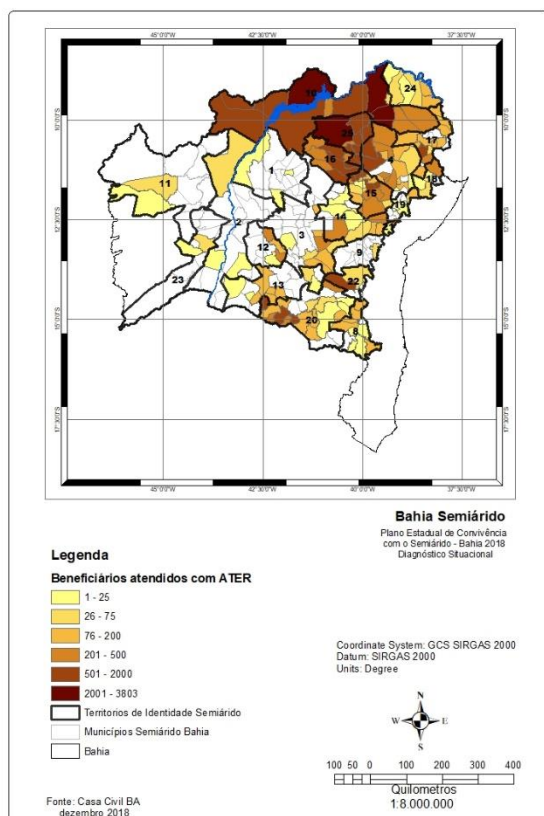 45°0'0"W 42°30'0"W 40°0'0"W 37°30'0"W
10°0'0"S
12°30'0"S
15°0'0"S
17°30'0"S
24
17
11
1
16
18
15
19
2
14
3
12
9
23
13
22
20
8
45°0'0"W 42°30'0"W 40°0'0"W 37°30'0"W
Bahia Semiárido
Plano Estadual de Convivência
com o Semiárido - Bahia 2018
Diagnóstico Situacional
Legenda
Beneficiários atendidos com ATER
1 - 25
26 - 75
76 - 200
201 - 500
501 - 2000
2001 - 3803
Territorios de Identidade Semiárido
Municípios Semiárido Bahia
Bahia
Coordinate System: GCS SIRGAS 2000
Datum: SIRGAS 2000
Units: Degree
N
W E
S
100 50 0 100 200 300 400
Quilometros
1:8.000.000
Fonte: Casa Civil BA
dezembro 2018